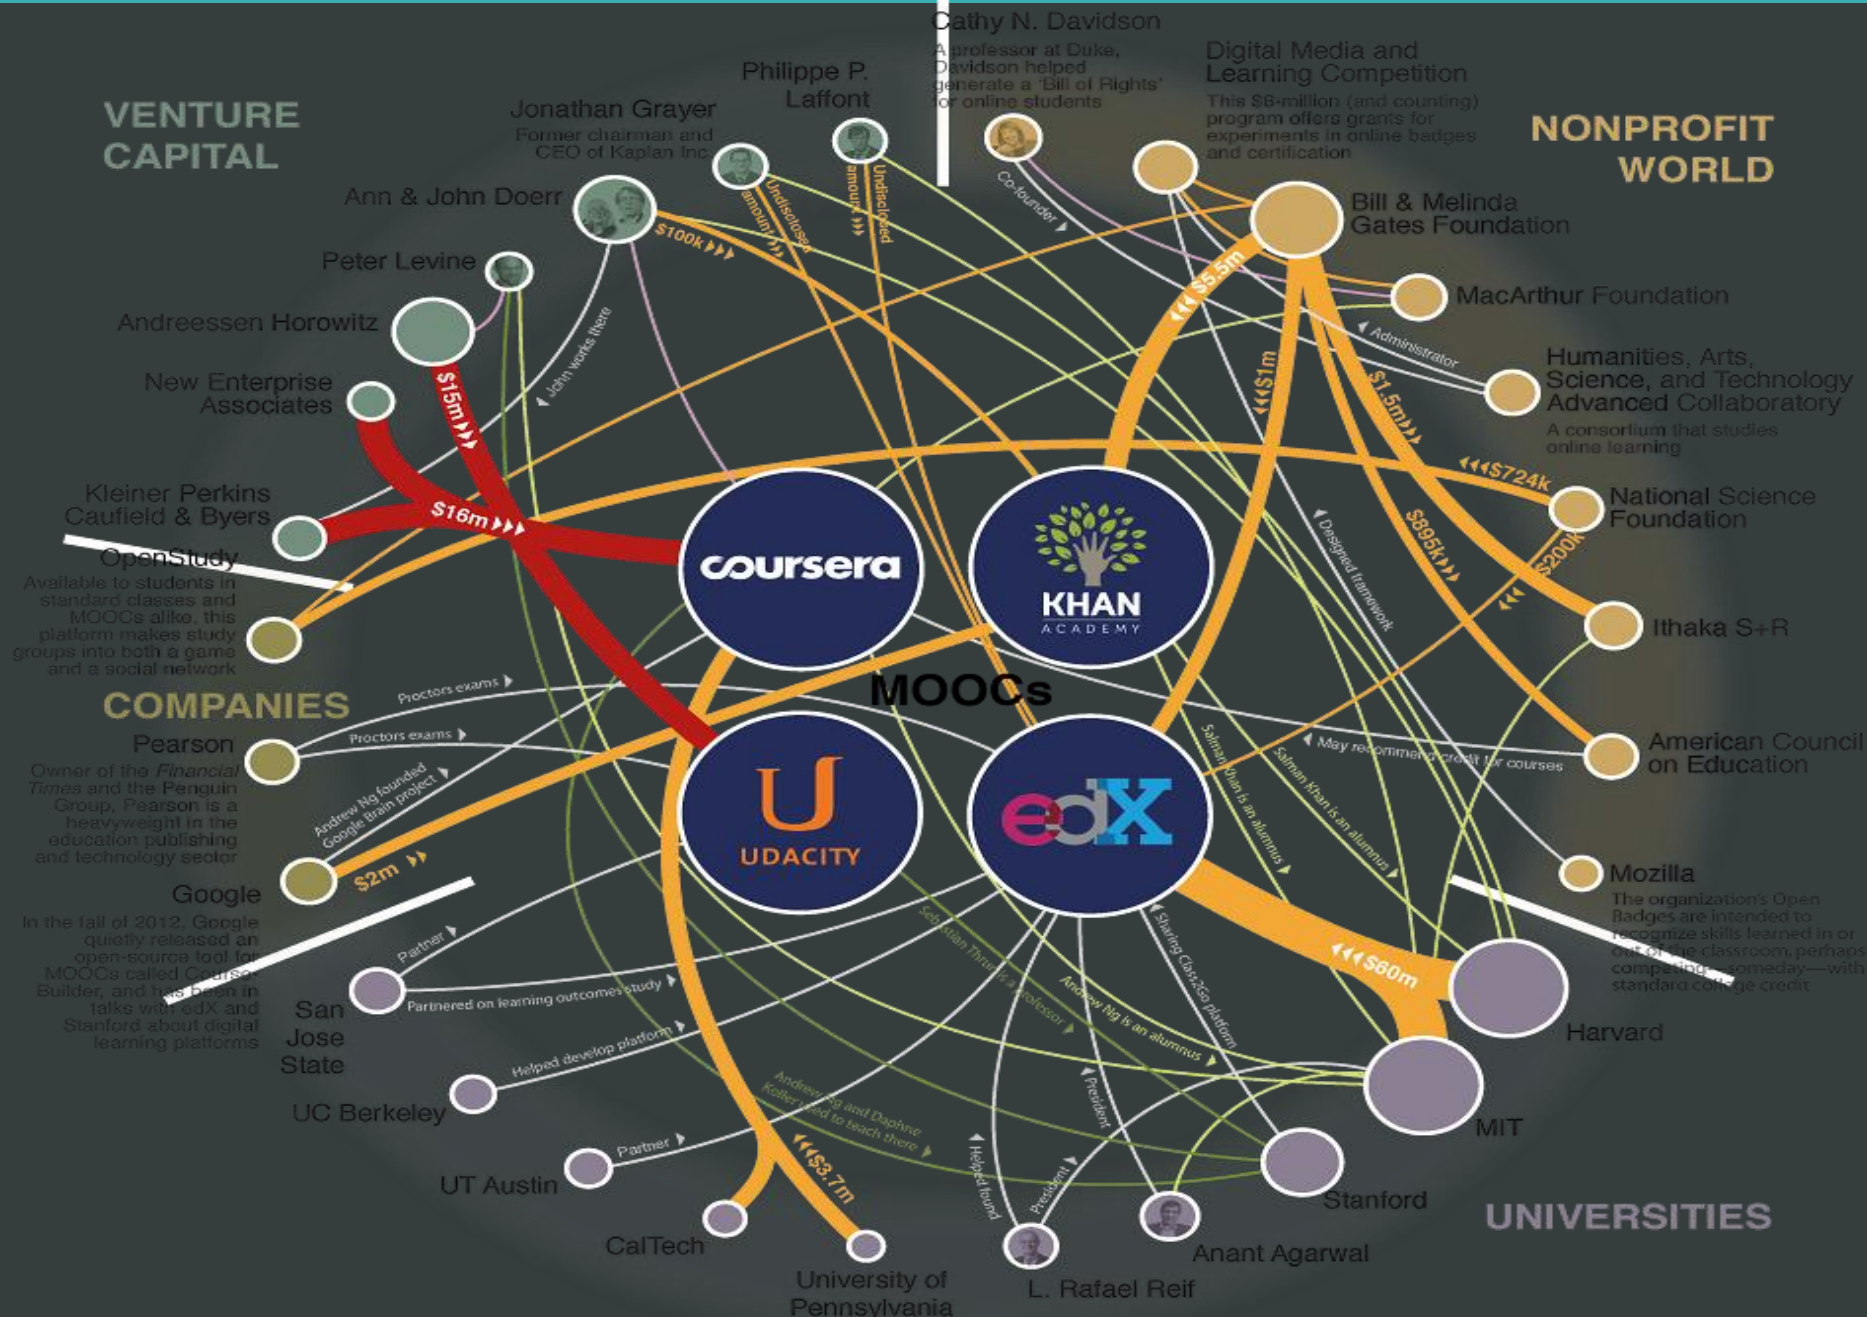 VENTURE
CAPITAL
Jonathan Grayer
Former chairman and
CEO of Kaplan Inc.
Philippe P.
Laffont
Ann & John Doerr
Peter Levine
Andreessen Horowitz
New Enterprise
Associates
Kleiner Perkins
Caufield & Byers
Undisclosed
amount
Undisclosed
amount
$100k
John works there
$15m
$16m
Cathy N. Davidson
A professor at Duke,
Davidson helped
generate a 'Bill of Rights'
for online students
Digital Media and
Learning Competition
This $6-million (and counting)
program offers grants for
experiments in online badges
and certification
NONPROFIT
WORLD
Co-founder
Bill & Melinda
Gates Foundation
$5.5m
MacArthur Foundation
Administrator
Humanities, Arts,
Science, and Technology
Advanced Collaboratory
A consortium that studies
online learning
$1m
$1.5m
$724k
National Science
Foundation
$895k
$200k
Designed framework
Ithaka S+R
American Council
on Education
May recommend credit for courses
Mozilla
The organization's Open
Badges are intended to
recognize skills learned in or
out of the classroom, perhaps
competing—someday—with
standard college credit
OpenStudy
Available to students in
standard classes and
MOOCs alike, this
platform makes study
groups into both a game
and a social network
COMPANIES
Pearson
Owner of the Financial
Times and the Penguin
Group, Pearson is a
heavyweight in the
education publishing
and technology sector
Proctors exams
Proctors exams
Andrew Ng founded
Google Brain project
Google
In the fall of 2012, Google
quietly released an
open-source tool for
MOOCs called Course-
Builder, and has been in
talks with edX and
Stanford about digital
learning platforms
$2m
coursera
KHAN
ACADEMY
MOOCs
U
UDACITY
edX
Salman Khan is an alumnus
Salman Khan is an alumnus
Partner
San
Jose
State
Partnered on learning outcomes study
UC Berkeley
Helped develop platform
UT Austin
Partner
CalTech
University of
Pennsylvania
$3.7m
Sebastian Thrun is a professor
Andrew Ng is an alumnus
Andrew Ng and Daphne
Koller used to teach there
Sharing Class2Go platform
President
Helped found
President
L. Rafael Reif
Anant Agarwal
Stanford
MIT
Harvard
$60m
UNIVERSITIES